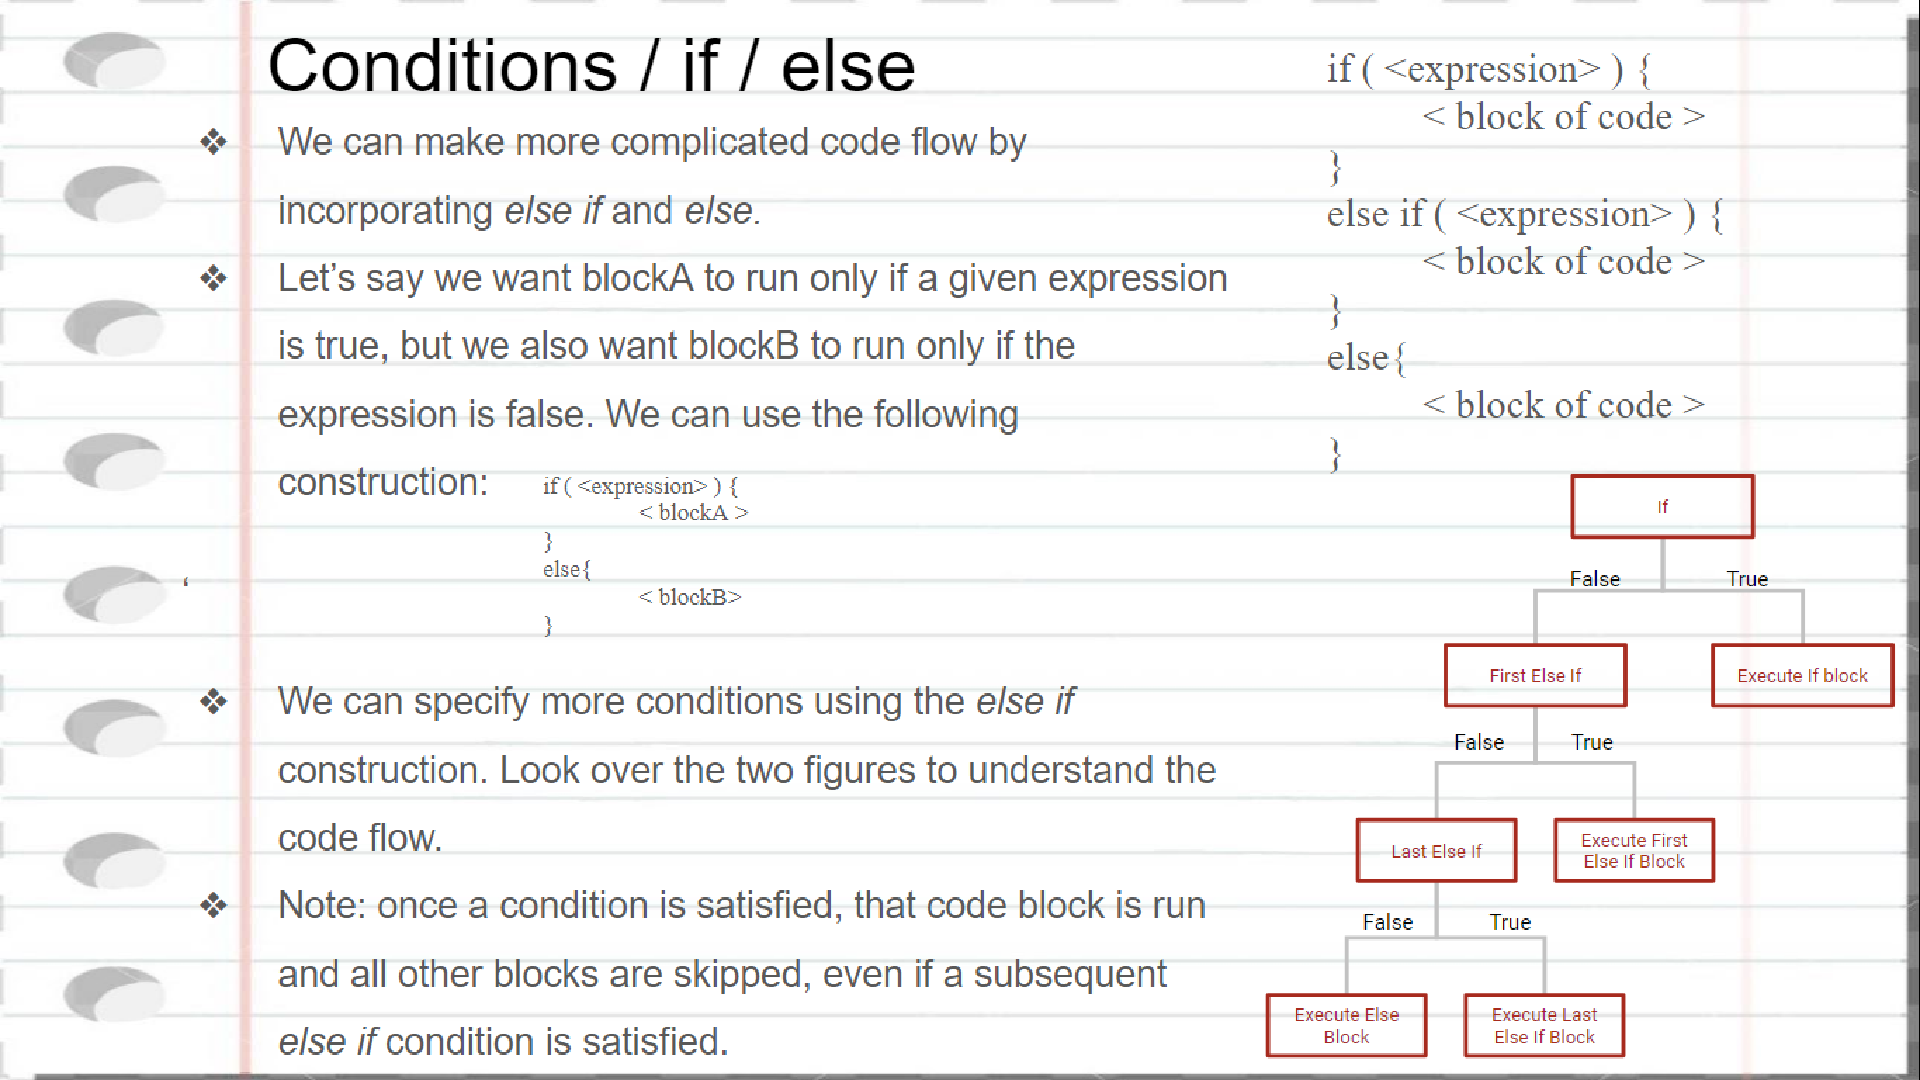 Conditions / if / else
❖ We can make more complicated code flow by
incorporating else if and else.
❖ Let’s say we want blockA to run only if a given expression
is true, but we also want blockB to run only if the
expression is false. We can use the following
construction:
if ( <expression> ) {
< blockA >
}
else{
< blockB>
}
‘
❖ We can specify more conditions using the else if
construction. Look over the two figures to understand the
code flow.
❖ Note: once a condition is satisfied, that code block is run
and all other blocks are skipped, even if a subsequent
else if condition is satisfied.
if ( <expression> ) {
< block of code >
}
else if ( <expression> ) {
< block of code >
}
else{
< block of code >
}
If
False True
First Else If
Execute If block
False True
Last Else If
Execute First
Else If Block
False True
Execute Else
Block
Execute Last
Else If Block